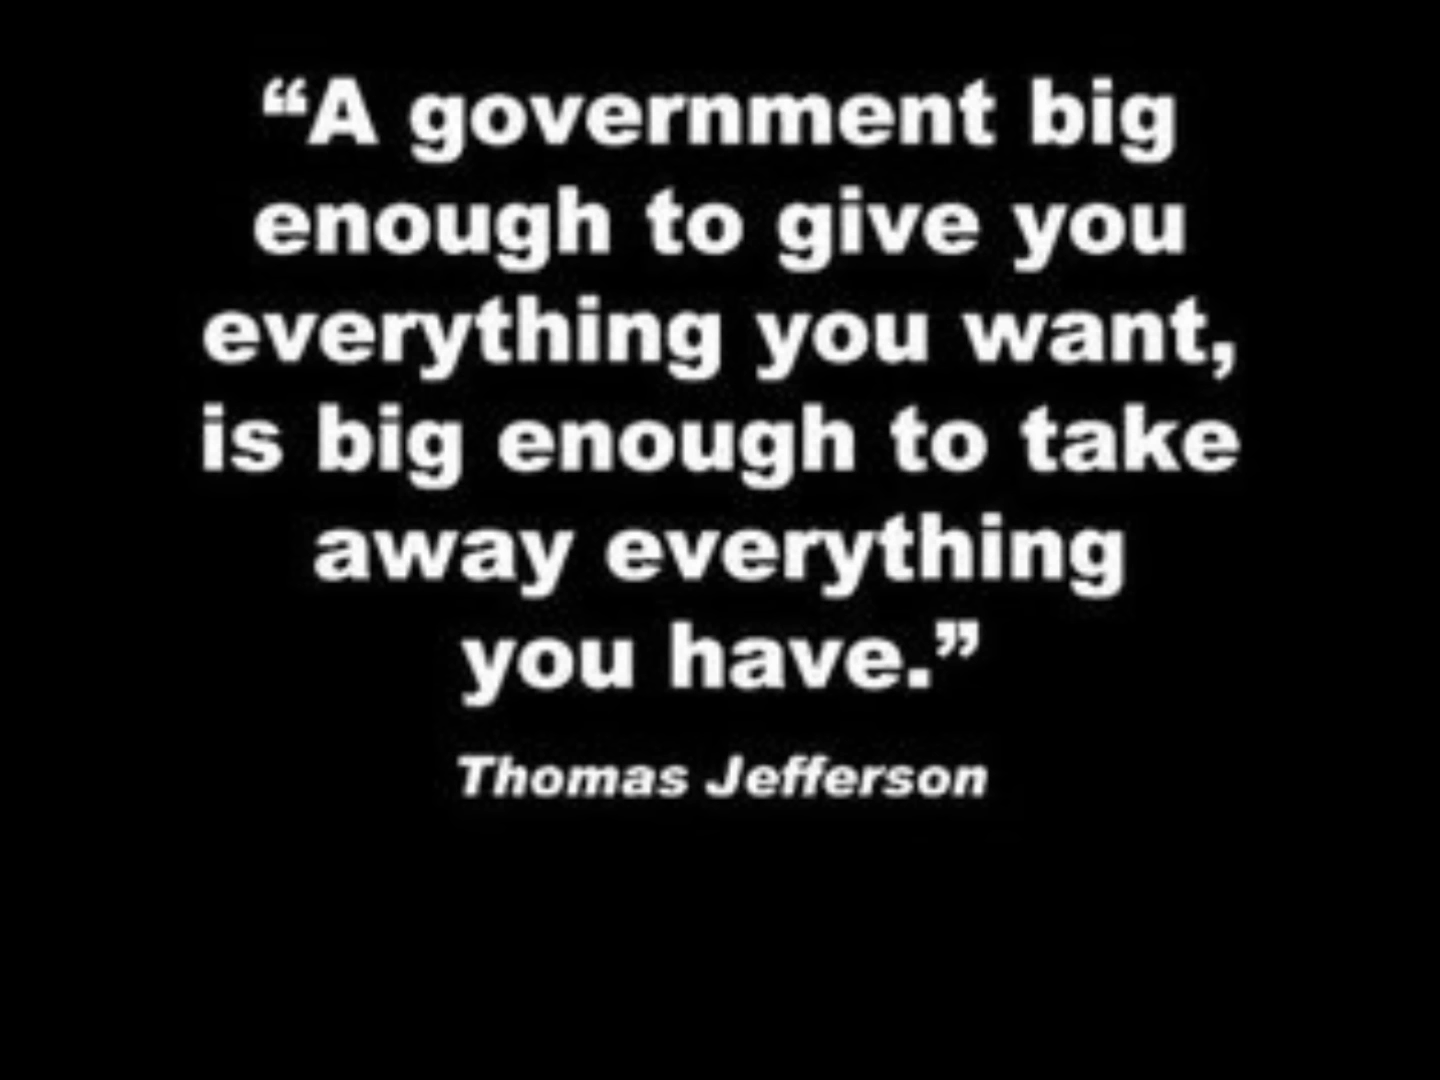 “A government big
enough to give you
everything you want,
is big enough to take
away everything
you have.”
Thomas Jefferson